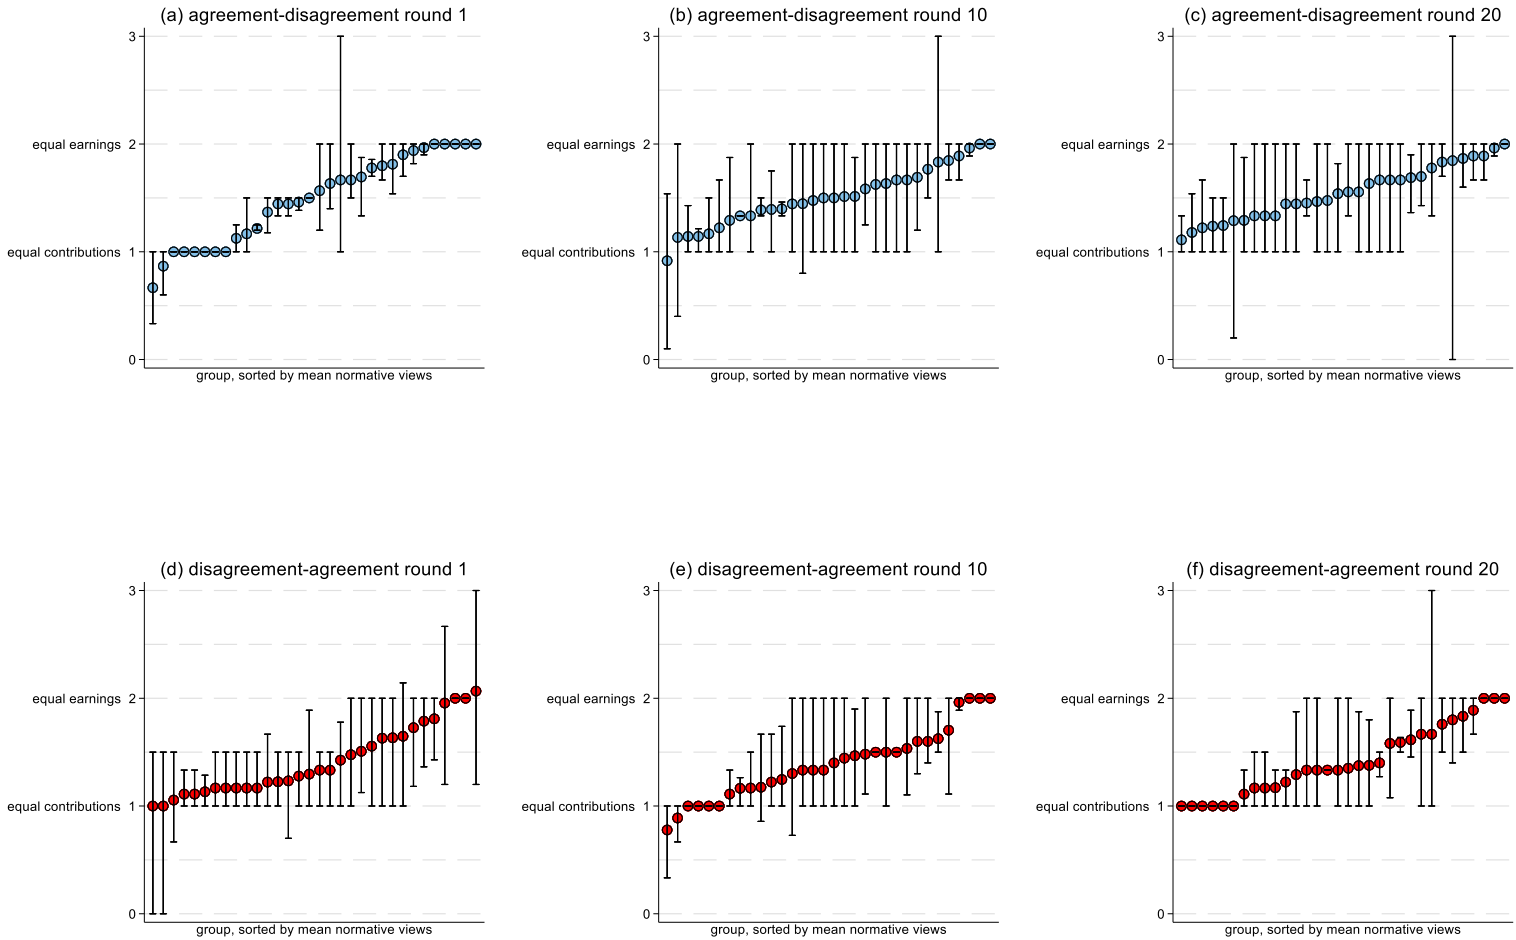 (a) agreement-disagreement round 1
3
equal earnings 2
equal contributions 1
0
group, sorted by mean normative views
(b) agreement-disagreement round 10
3
equal earnings 2
equal contributions 1
0
group, sorted by mean normative views
(c) agreement-disagreement round 20
3
equal earnings 2
equal contributions 1
0
group, sorted by mean normative views
(d) disagreement-agreement round 1
3
equal earnings 2
equal contributions 1
0
group, sorted by mean normative views
(e) disagreement-agreement round 10
3
equal earnings 2
equal contributions 1
0
group, sorted by mean normative views
(f) disagreement-agreement round 20
3
equal earnings 2
equal contributions 1
0
group, sorted by mean normative views